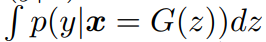 ∫ p(y|x = G(z))dz